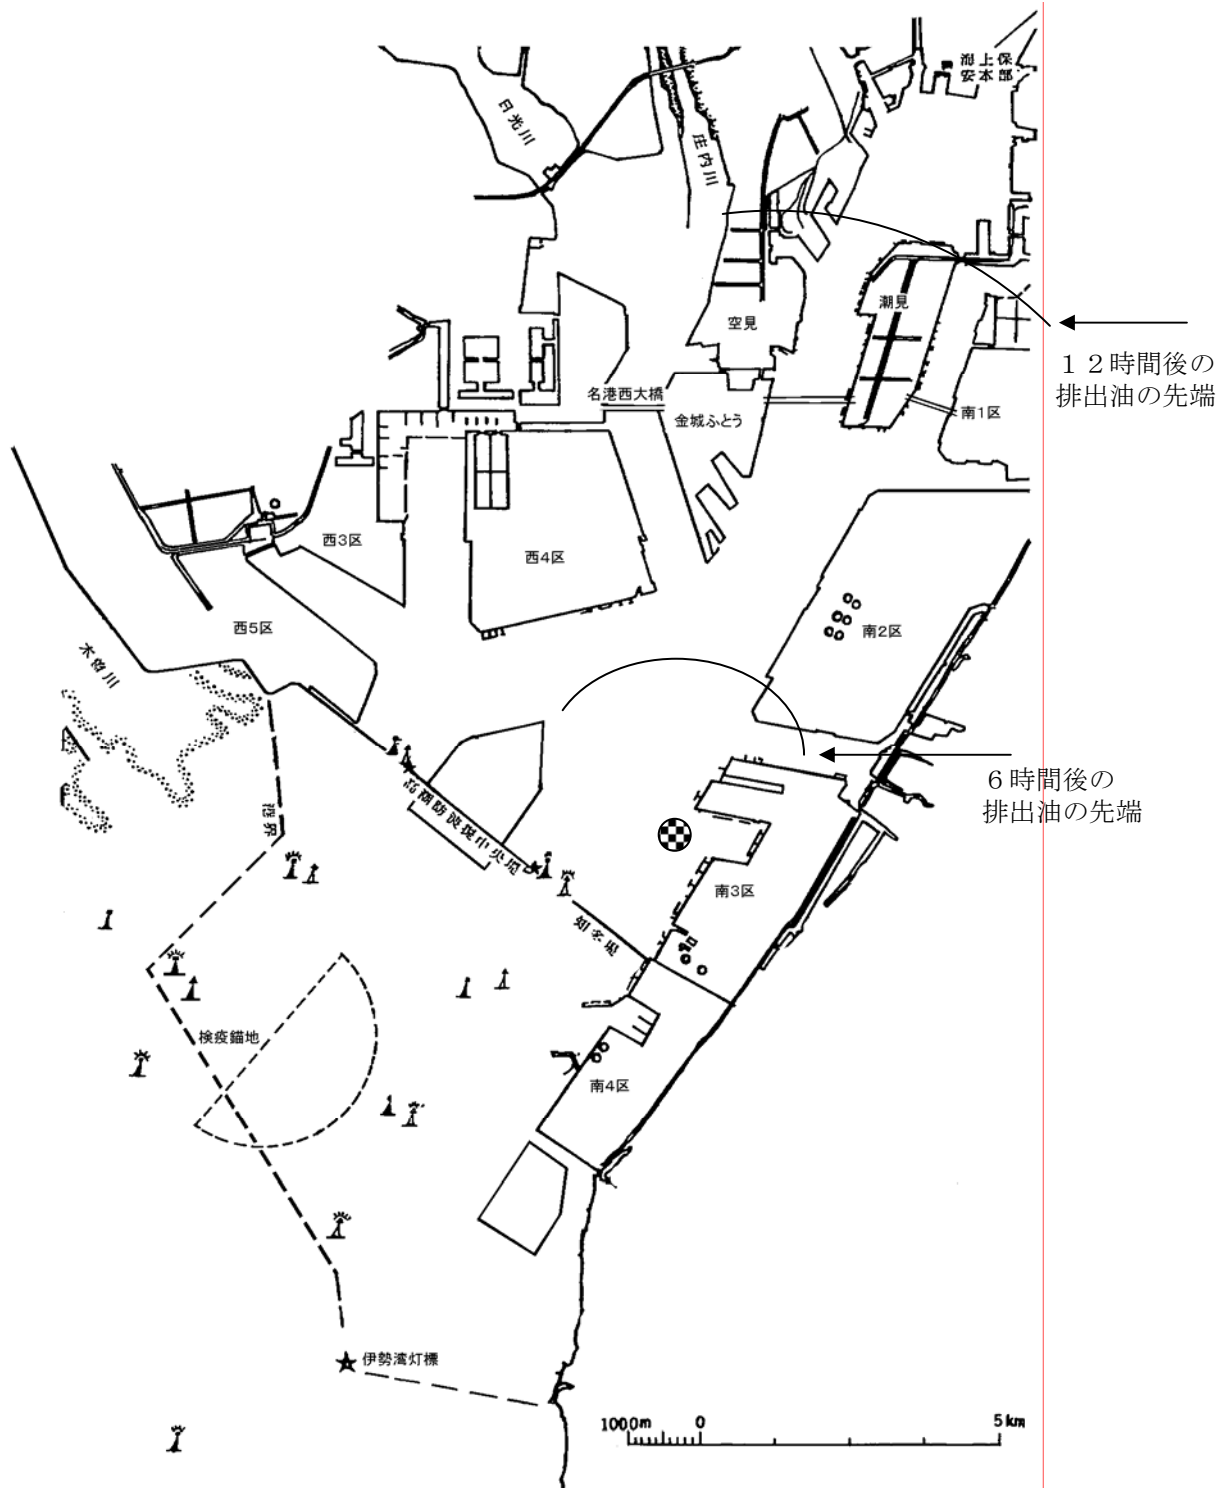 海上保
安本部
日光川
庄内川
潮見
空見
１２時間後の
排出油の先端
名港西大橋
金城ふとう
南1区
西3区
西4区
西5区
南2区
木曽川
６時間後の
排出油の先端
高潮防波堤中央堤
港界
南3区
知多堤
検疫錨地
南4区
伊勢湾灯標
1000m 0 5km